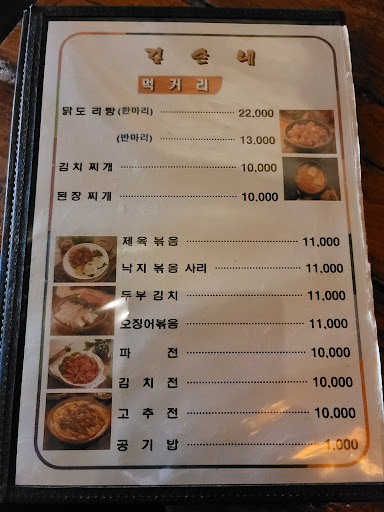 길손네
먹거리
닭도리탕(한마리) 22,000
(반마리) 13,000
김치찌개 10,000
된장찌개 10,000
제육볶음 11,000
낙지볶음사리 11,000
두부김치 11,000
오징어볶음 11,000
파전 10,000
김치전 10,000
고추전 10,000
공기밥 1,000